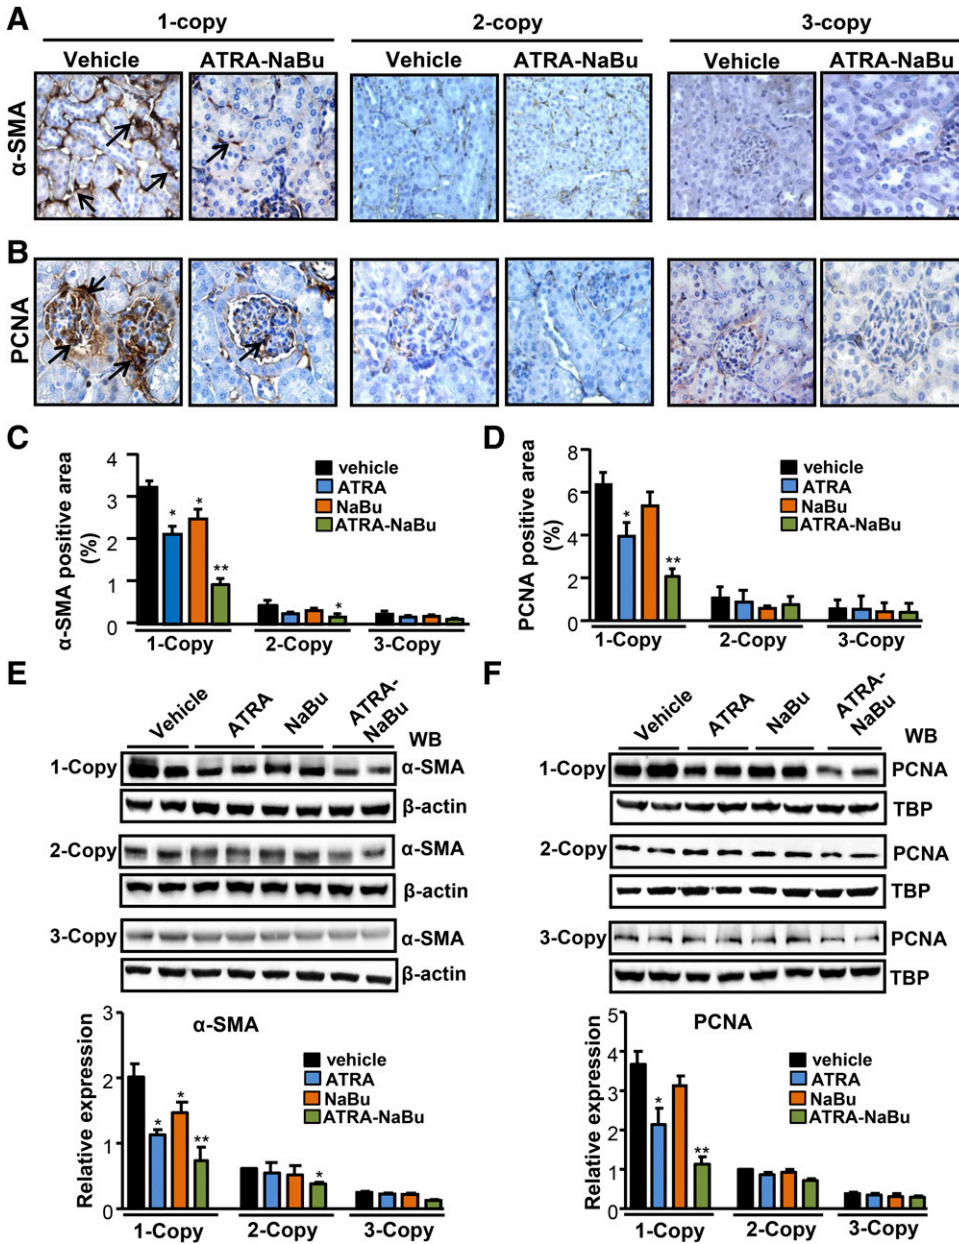 A
1-copy
2-copy
3-copy
Vehicle
ATRA-NaBu
Vehicle
ATRA-NaBu
Vehicle
ATRA-NaBu
α-SMA
B
PCNA
C
α-SMA positive area
(%)
4
3
2
1
0
vehicle
ATRA
NaBu
ATRA-NaBu
*
*
**
*
1-Copy
2-Copy
3-Copy
D
PCNA positive area
(%)
8
6
4
2
0
vehicle
ATRA
NaBu
ATRA-NaBu
*
**
1-Copy
2-Copy
3-Copy
E
Vehicle
ATRA
NaBu
ATRA-
NaBu
WB
1-Copy
α-SMA
β-actin
2-Copy
α-SMA
β-actin
3-Copy
α-SMA
β-actin
α-SMA
Relative expression
3
2
1
0
vehicle
ATRA
NaBu
ATRA-NaBu
*
*
**
*
1-Copy
2-Copy
3-Copy
F
Vehicle
ATRA
NaBu
ATRA-
NaBu
WB
1-Copy
PCNA
TBP
2-Copy
PCNA
TBP
3-Copy
PCNA
TBP
PCNA
Relative expression
5
4
3
2
1
0
vehicle
ATRA
NaBu
ATRA-NaBu
*
**
1-Copy
2-Copy
3-Copy